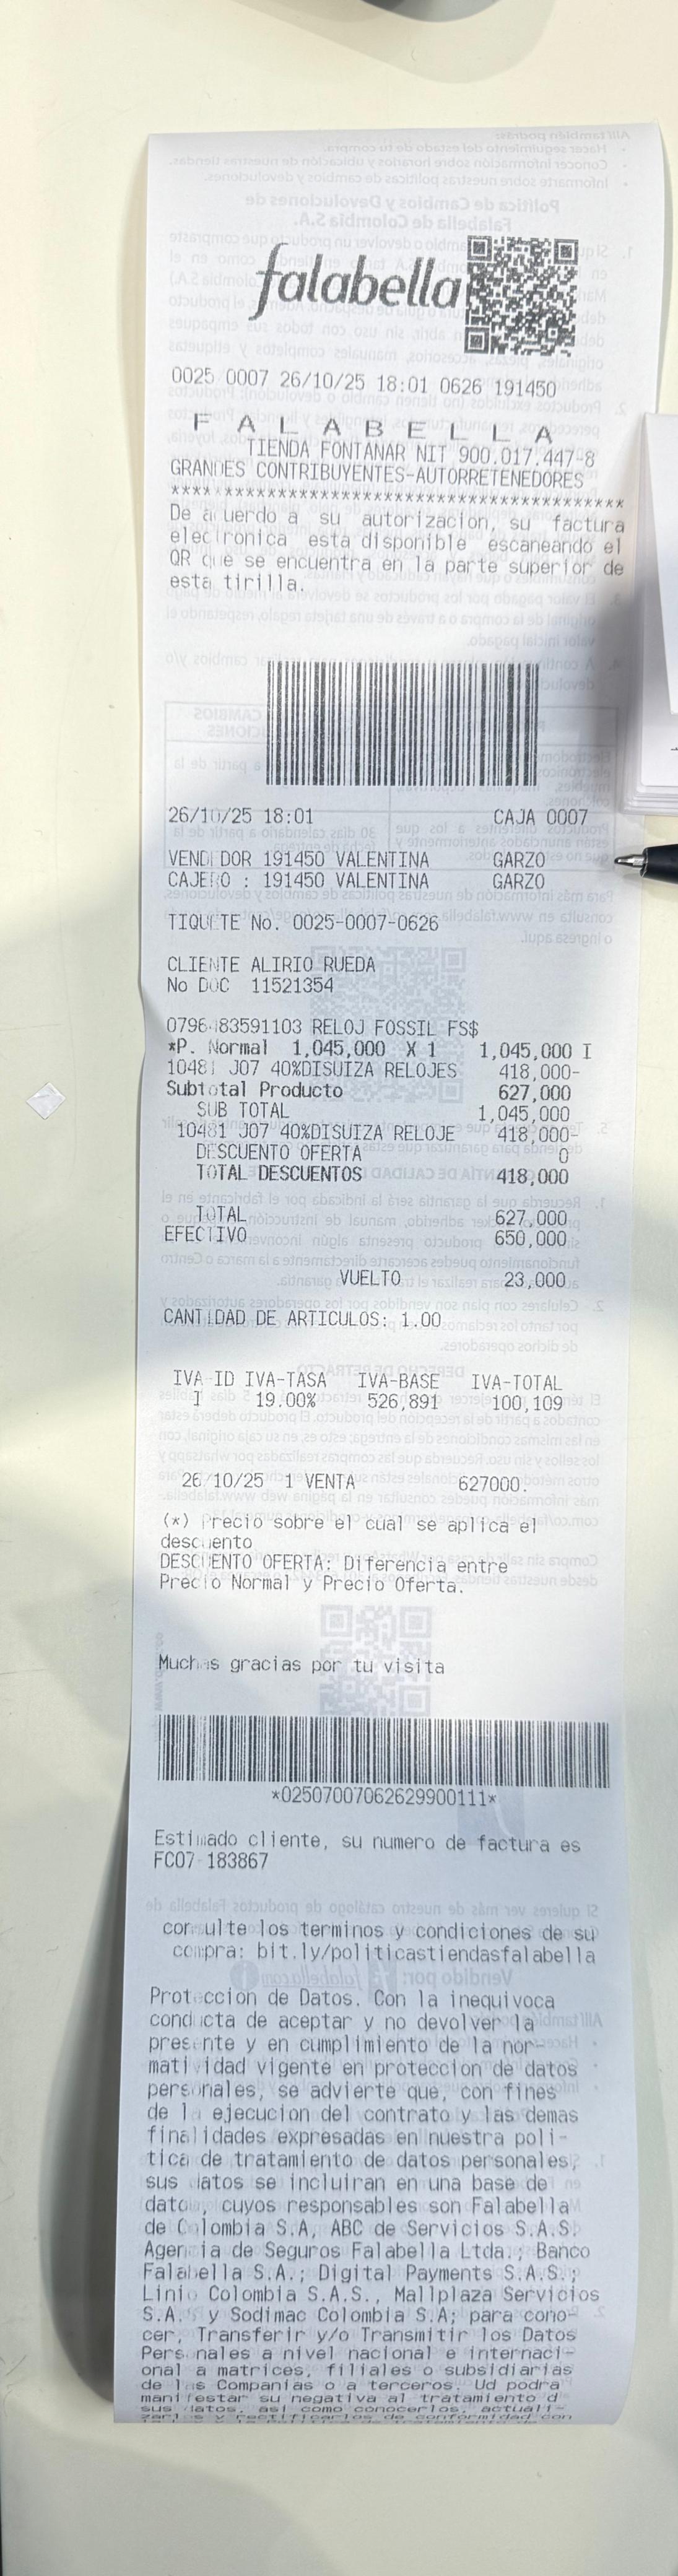 falabella
0025 0007 26/10/25 18:01 0626 191450
F A L A B E L L A
TIENDA FONTANAR NIT 900.017.447-8
GRANDES CONTRIBUYENTES-AUTORRETENEDORES
De acuerdo a su autorizacion, su factura
electronica esta disponible escaneando el
QR que se encuentra en la parte superior de
esta tirilla.
26/10/25 18:01 CAJA 0007
VENDEDOR 191450 VALENTINA GARZO
CAJERO : 191450 VALENTINA GARZO
TIQUETE No. 0025-0007-0626
CLIENTE ALIRIO RUEDA
No DOC 11521354
RELOJ FOSSIL FS$
*P. Normal 1,045,000 X 1 1,045,000 I
10481 J07 40%DISUIZA RELOJES 418,000-
Subtotal Producto 627,000
SUB TOTAL 1,045,000
10481 J07 40%DISUIZA RELOJE 418,000-
DESCUENTO OFERTA 0
TOTAL DESCUENTOS 418,000
TOTAL 627,000
EFECTIVO 650,000
VUELTO 23,000
CANTIDAD DE ARTICULOS: 1.00
IVA-ID IVA-TASA IVA-BASE IVA-TOTAL
I 19.00% 526,891 100,109
26/10/25 1 VENTA 627000.
(*) Precio sobre el cual se aplica el
descuento
DESCUENTO OFERTA: Diferencia entre
Precio Normal y Precio Oferta.
Muchas gracias por tu visita
*02507007062629900111*
Estimado cliente, su numero de factura es
FC07 183867
consulte los terminos y condiciones de su
compra: bit.ly/politicastiendasfalabella
Proteccion de Datos. Con la inequivoca
conducta de aceptar y no devolver la
presente y en cumplimiento de la nor-
matividad vigente en proteccion de datos
personales, se advierte que, con fines
de la ejecucion del contrato y las demas
finalidades expresadas en nuestra poli-
tica de tratamiento de datos personales,
sus datos se incluiran en una base de
datos, cuyos responsables son Falabella
de Colombia S.A, ABC de Servicios S.A.S.
Agencia de Seguros Falabella Ltda.; Banco
Falabella S.A.; Digital Payments S.A.S.;
Linio Colombia S.A.S., Mallplaza Servicios
S.A.S y Sodimac Colombia S.A; para cono-
cer, Transferir y/o Transmitir los Datos
Personales a nivel nacional e internaci-
onal a matrices, filiales o subsidiarias
de las Companias o a terceros. Ud podra
manifestar su negativa al tratamiento d
sus datos, asi como conocerlos, actuali-
zarlos y rectificarlos de conformidad con